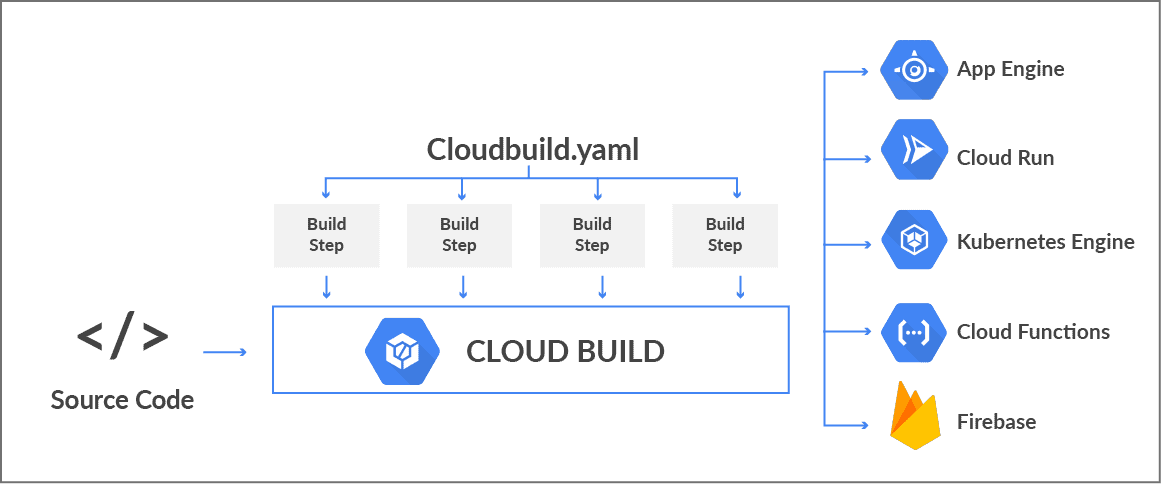 Cloudbuild.yaml
Build
Step
Build
Step
Build
Step
Build
Step
</>
Source Code
CLOUD BUILD
App Engine
Cloud Run
Kubernetes Engine
Cloud Functions
Firebase